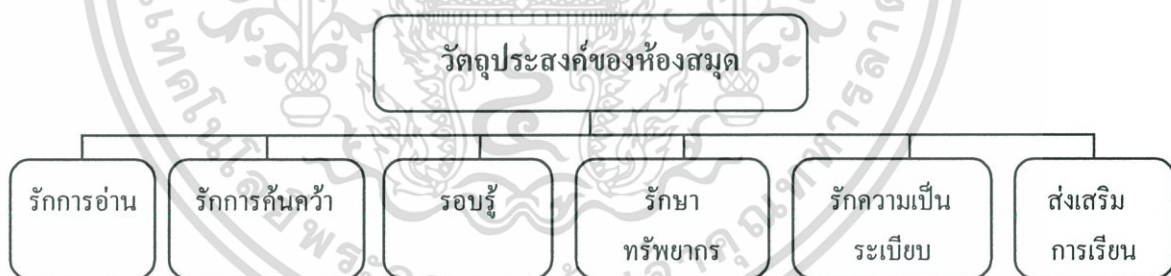 วัตถุประสงค์ของห้องสมุด
รักการอ่าน
รักการค้นคว้า
รอบรู้
รักษา
ทรัพยากร
รักความเป็น
ระเบียบ
ส่งเสริม
การเรียน